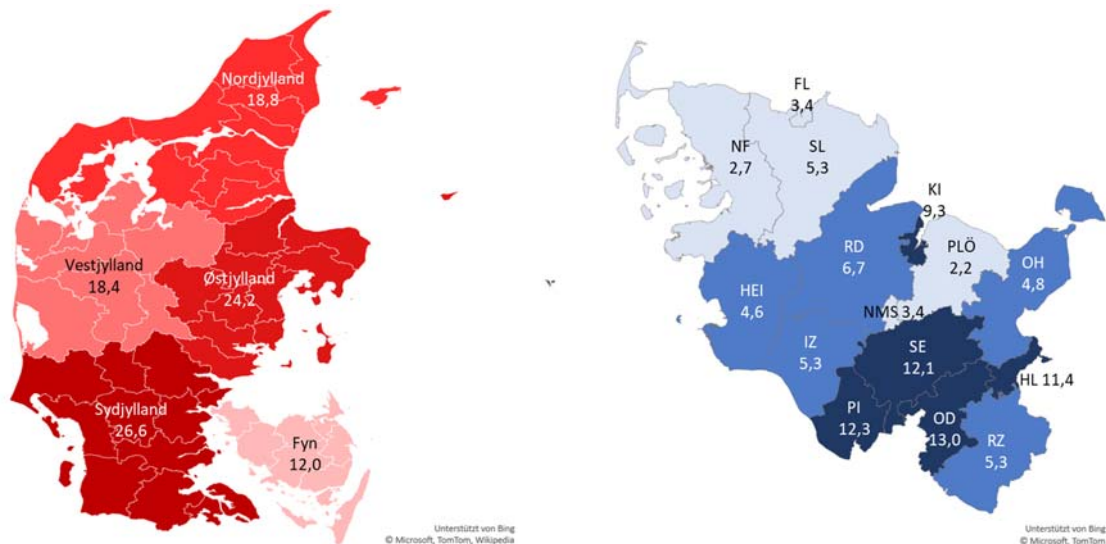 Nordjylland
18,8
Vestjylland
18,4
Østjylland
24,2
Sydjylland
26,6
Fyn
12,0
Unterstützt von Bing
© Microsoft, TomTom, Wikipedia
FL
3,4
NF
2,7
SL
5,3
KI
9,3
RD
6,7
PLÖ
2,2
OH
4,8
HEI
4,6
NMS 3,4
IZ
5,3
SE
12,1
HL 11,4
PI
12,3
OD
13,0
RZ
5,3
Unterstützt von Bing
© Microsoft, TomTom